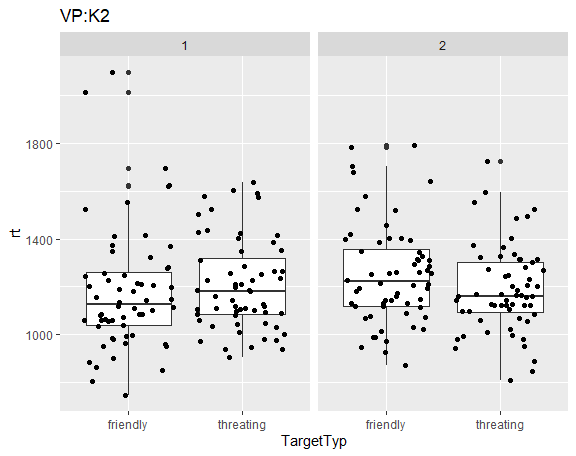 VP:K2
1
2
rt
1800
1400
1000
friendly
threating
friendly
threating
TargetTyp